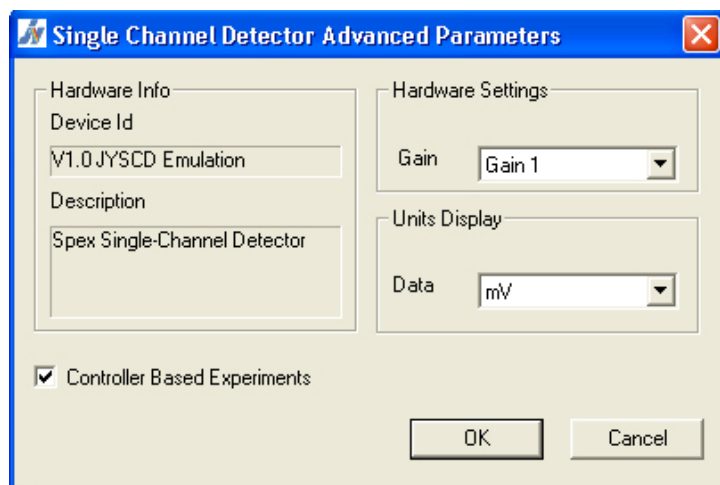 Single Channel Detector Advanced Parameters
Hardware Info
Device Id
V1.0 JYSCD Emulation
Description
Spex Single-Channel Detector
Hardware Settings
Gain Gain 1
Units Display
Data mV
Controller Based Experiments
OK Cancel